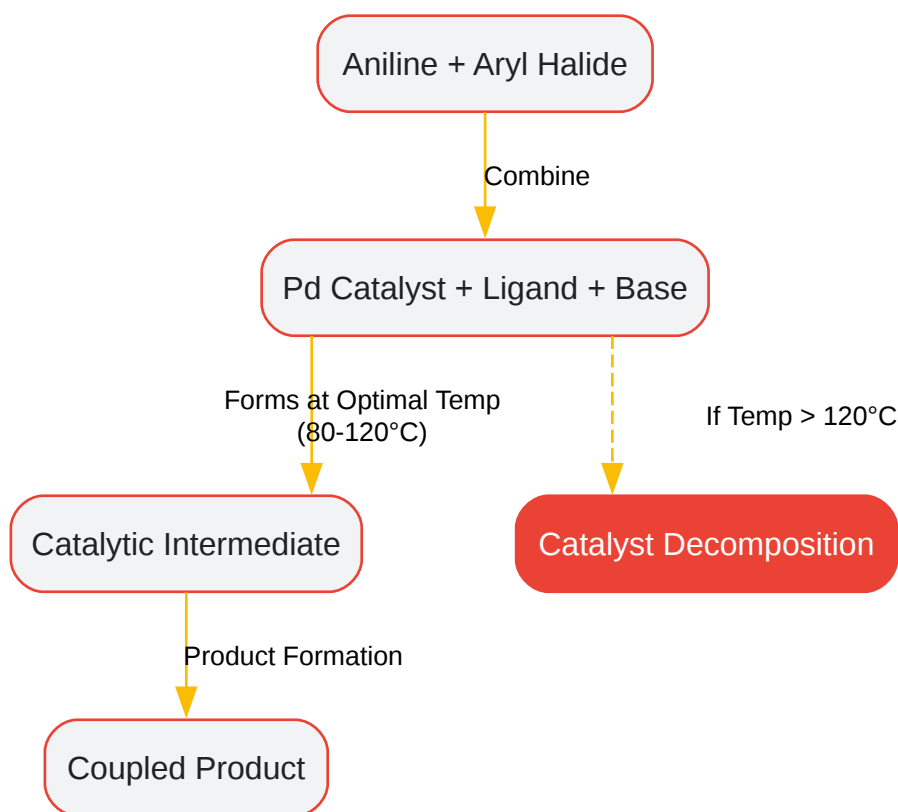 Aniline + Aryl Halide
Combine
Pd Catalyst + Ligand + Base
Forms at Optimal Temp
(80-120°C)
If Temp > 120°C
Catalytic Intermediate
Catalyst Decomposition
Product Formation
Coupled Product